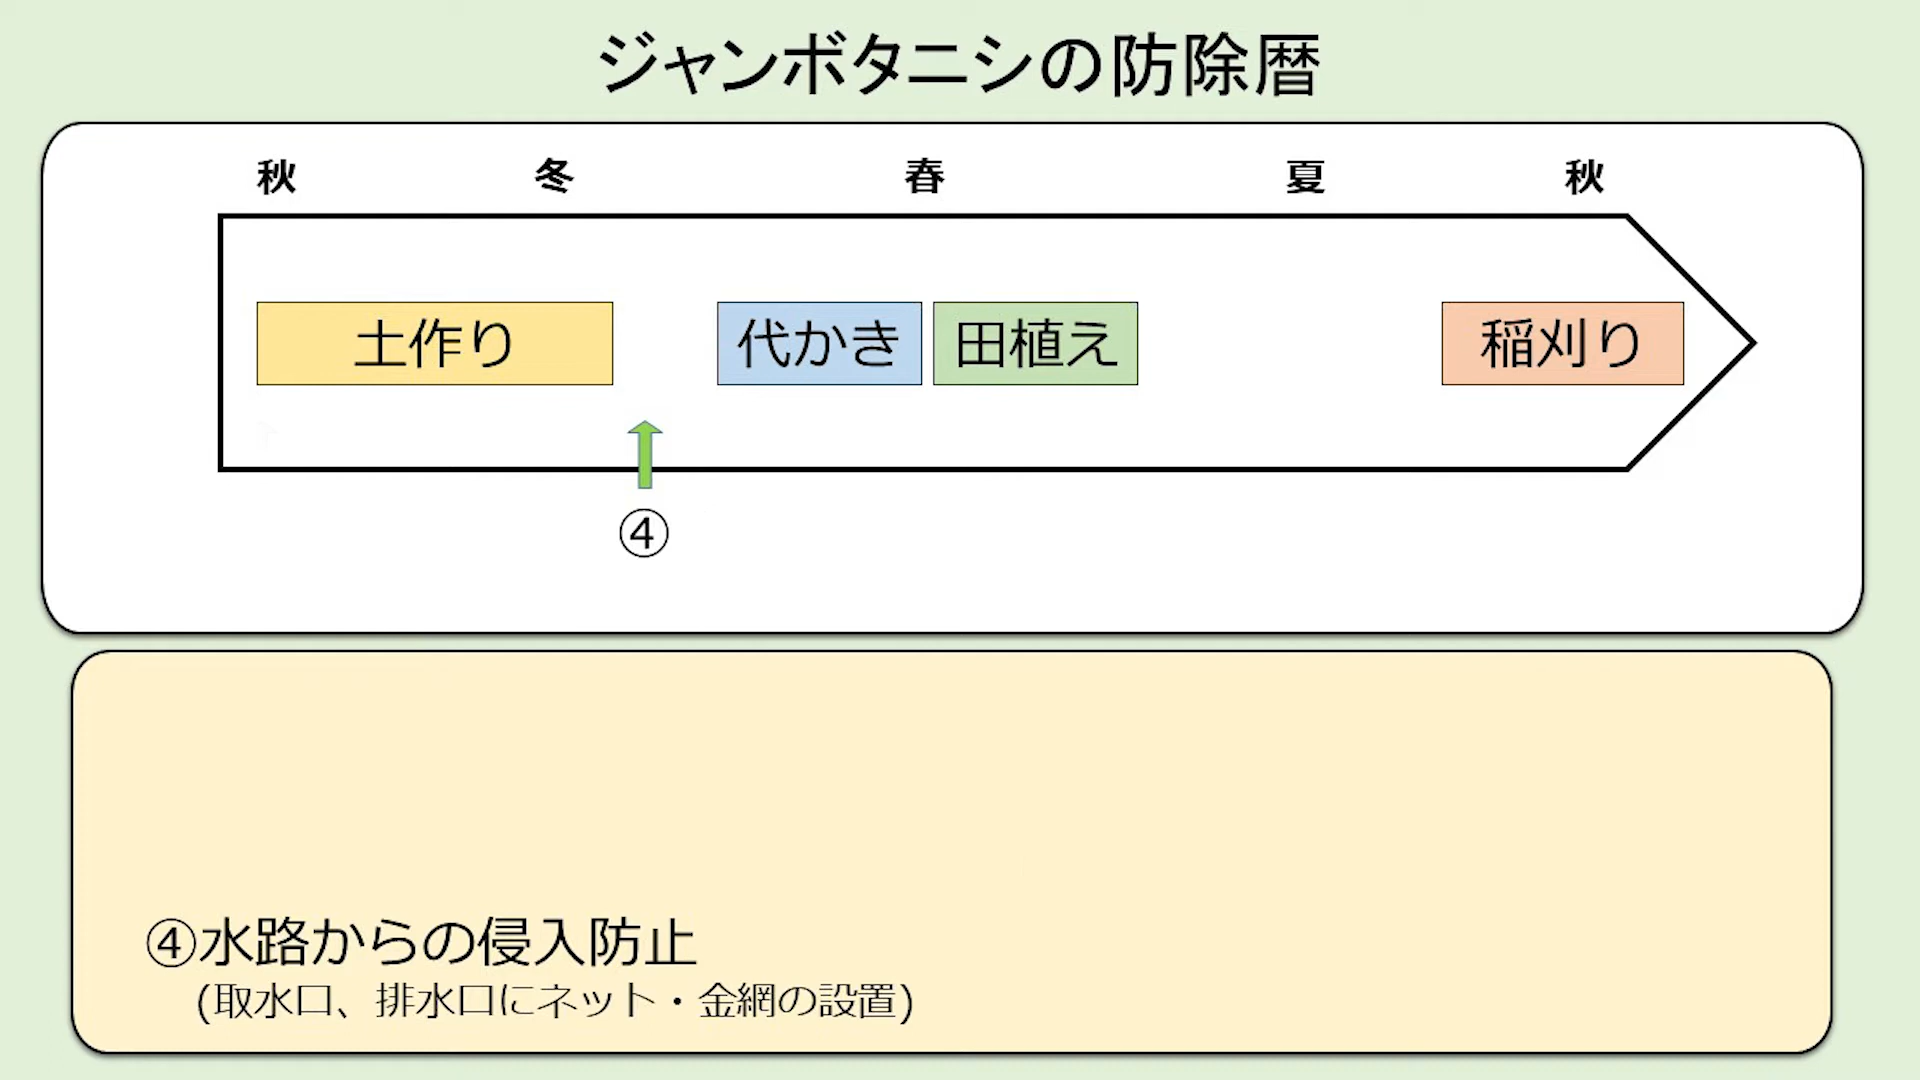 ジャンボタニシの防除暦
秋 冬 春 夏 秋
土作り 代かき 田植え 稲刈り
④
④水路からの侵入防止
(取水口、排水口にネット・金網の設置)